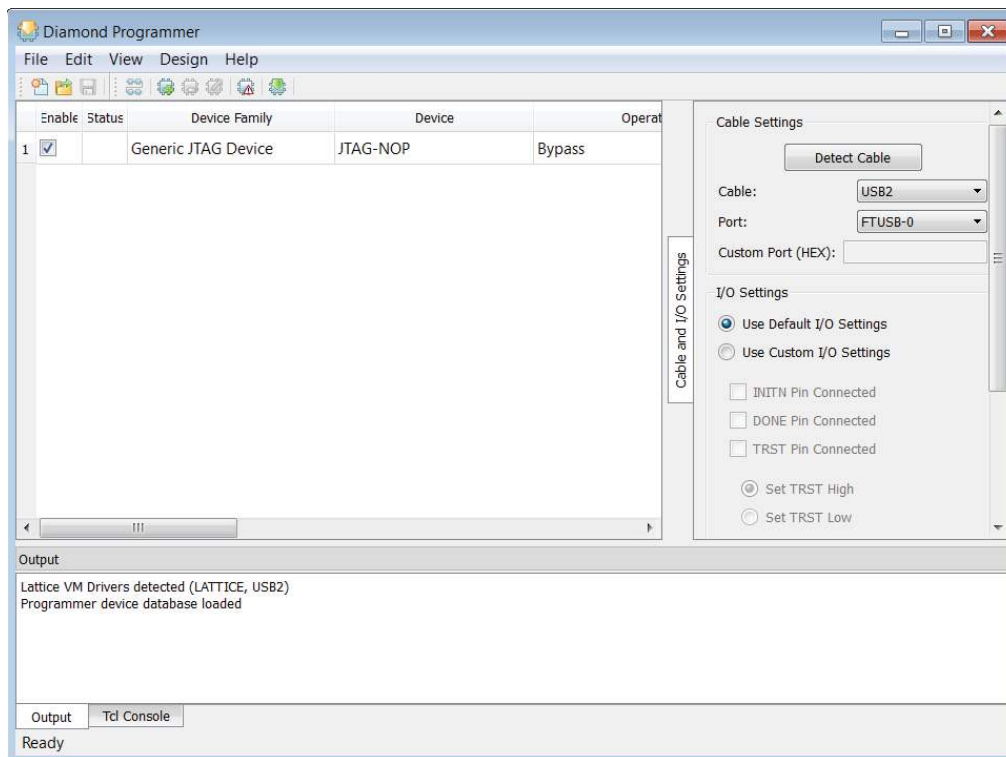 Diamond Programmer
File Edit View Design Help
Enable Status Device Family Device Operat
1 Generic JTAG Device JTAG-NOP Bypass
Cable and I/O Settings
Cable Settings
Detect Cable
Cable: USB2
Port: FTUSB-0
Custom Port (HEX):
I/O Settings
Use Default I/O Settings
Use Custom I/O Settings
INITN Pin Connected
DONE Pin Connected
TRST Pin Connected
Set TRST High
Set TRST Low
Output
Lattice VM Drivers detected (LATTICE, USB2)
Programmer device database loaded
Output Tcl Console
Ready